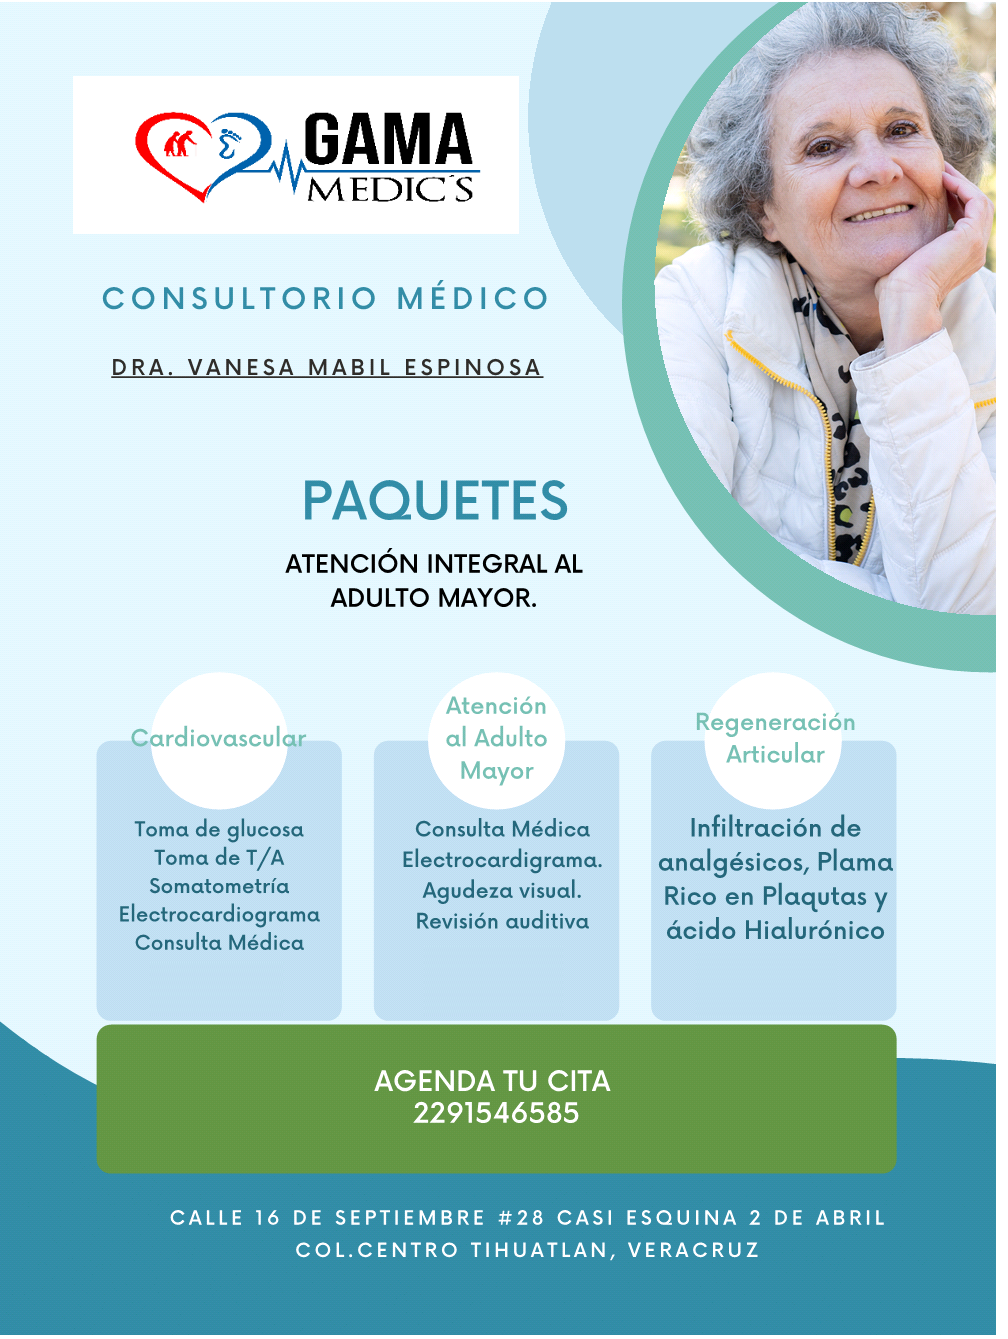 GAMA
MEDIC´S
CONSULTORIO MÉDICO
DRA. VANESA MABIL ESPINOSA
PAQUETES
ATENCIÓN INTEGRAL AL
ADULTO MAYOR.
Cardiovascular
Toma de glucosa
Toma de T/A
Somatometría
Electrocardiograma
Consulta Médica
Atención
al Adulto
Mayor
Consulta Médica
Electrocardigrama.
Agudeza visual.
Revisión auditiva
Regeneración
Articular
Infiltración de
analgésicos, Plama
Rico en Plaqutas y
ácido Hialurónico
AGENDA TU CITA
2291546585
CALLE 16 DE SEPTIEMBRE #28 CASI ESQUINA 2 DE ABRIL
COL.CENTRO TIHUATLAN, VERACRUZ